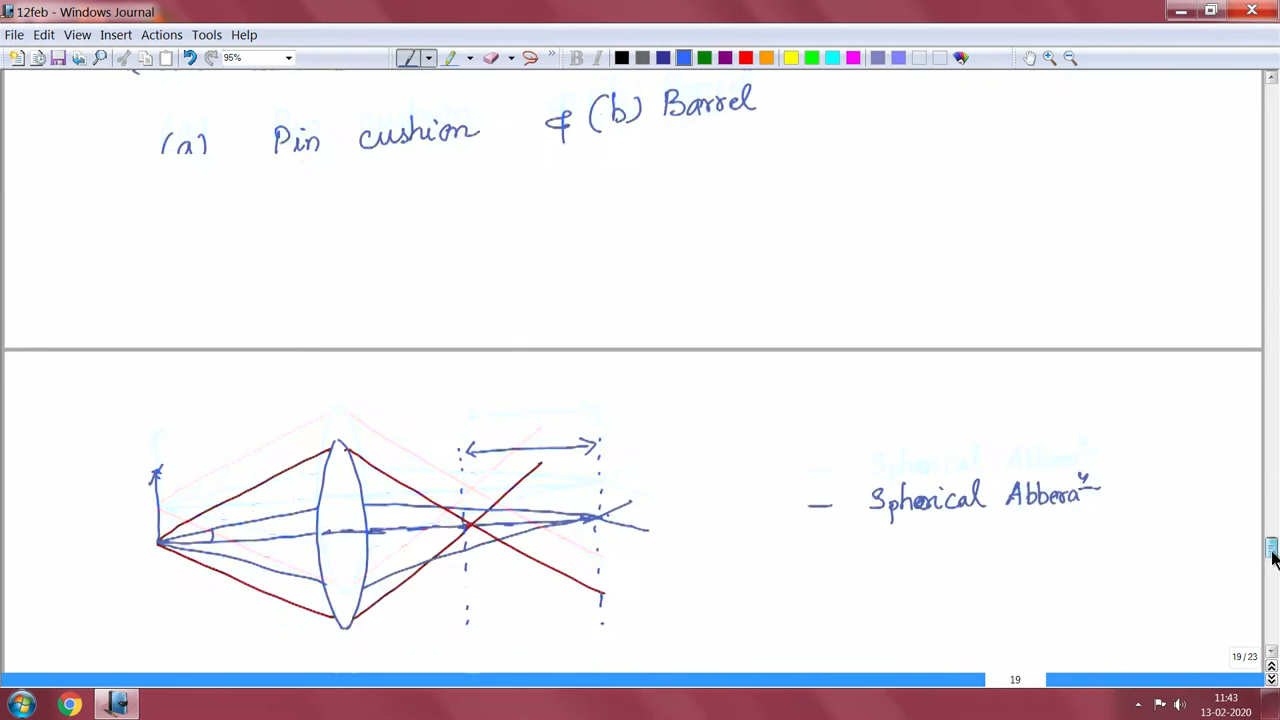 12feb - Windows Journal
File Edit View Insert Actions Tools Help
95%
B I
(a) Pin cushion & (b) Barrel
- Spherical Abbera
19 / 23
19
11:43
13-02-2020